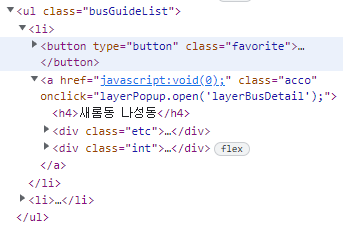 ▼<ul class="busGuideList">
▼<li>
▶<button type="button" class="favorite">…
</button>
▼<a href="javascript:void(0);" class="acco"
onclick="layerPopup.open('layerBusDetail');">
<h4>새롬동 나성동</h4>
▶<div class="etc">…</div>
▶<div class="int">…</div> flex
</a>
</li>
▶<li>…</li>
</ul>